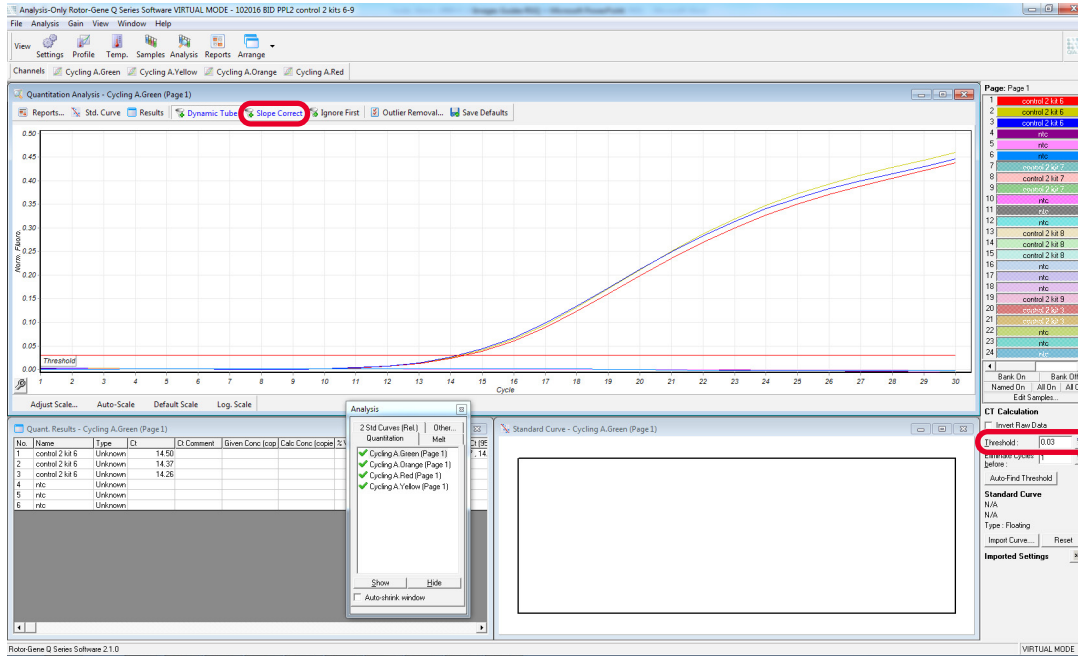 Analysis-Only Rotor-Gene Q Series Software VIRTUAL MODE - 102016 BID PPL2 control 2 kits 6-9
File Analysis Gain View Window Help
View Settings Profile Temp. Samples Analysis Reports Arrange
Channels Cycling A.Green Cycling A.Yellow Cycling A.Orange Cycling A.Red
Quantitation Analysis - Cycling A.Green (Page 1)
Reports... Std. Curve Results Dynamic Tube Slope Correct Ignore First Outlier Removal... Save Defaults
0.50
0.45
0.40
0.35
0.30
0.25
0.20
0.15
0.10
0.05
0.00
Norm. Fluoro.
Threshold
1 2 3 4 5 6 7 8 9 10 11 12 13 14 15 16 17 18 19 20 21 22 23 24 25 26 27 28 29 30
Cycle
Adjust Scale... Auto-Scale Default Scale Log. Scale
Quant. Results - Cycling A.Green (Page 1)
No. Name Type Ct Ct Comment Given Conc (cop Calc Conc (copie
1 control 2 kit 6 Unknown 14.50
2 control 2 kit 6 Unknown 14.37
3 control 2 kit 6 Unknown 14.26
4 ntc Unknown
5 ntc Unknown
6 ntc Unknown
Analysis
2 Std Curves (Rel.) Other...
Quantitation Melt
Cycling A.Green (Page 1)
Cycling A.Orange (Page 1)
Cycling A.Red (Page 1)
Cycling A.Yellow (Page 1)
Show Hide
Auto-shrink window
Standard Curve - Cycling A.Green (Page 1)
Page: Page 1
1 control 2 kit 6
2 control 2 kit 6
3 control 2 kit 6
4 ntc
5 ntc
6 ntc
7 control 2 kit 7
8 control 2 kit 7
9 control 2 kit 7
10 ntc
11 ntc
12 ntc
13 control 2 kit 8
14 control 2 kit 8
15 control 2 kit 8
16 ntc
17 ntc
18 ntc
19 control 2 kit 9
20 control 2 kit 9
21 control 2 kit 9
22 ntc
23 ntc
24 ntc
Bank On Bank Off
Named On All On All
Edit Samples...
CT Calculation
Invert Raw Data
Threshold : 0.03
Eliminate Cycles before : 1
Auto-Find Threshold
Standard Curve
N/A
N/A
Type : Floating
Import Curve... Reset
Imported Settings
Rotor-Gene Q Series Software 2.1.0
VIRTUAL MODE